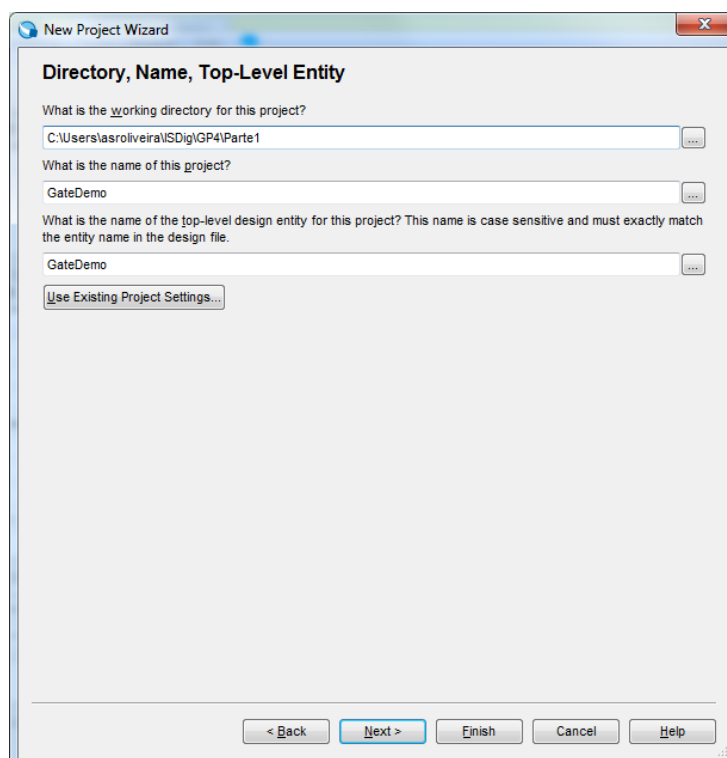 New Project Wizard
Directory, Name, Top-Level Entity
What is the working directory for this project?
C:\Users\asroliveira\ISDig\GP4\Parte1
...
What is the name of this project?
GateDemo
...
What is the name of the top-level design entity for this project? This name is case sensitive and must exactly match
the entity name in the design file.
GateDemo
...
Use Existing Project Settings...
< Back
Next >
Finish
Cancel
Help